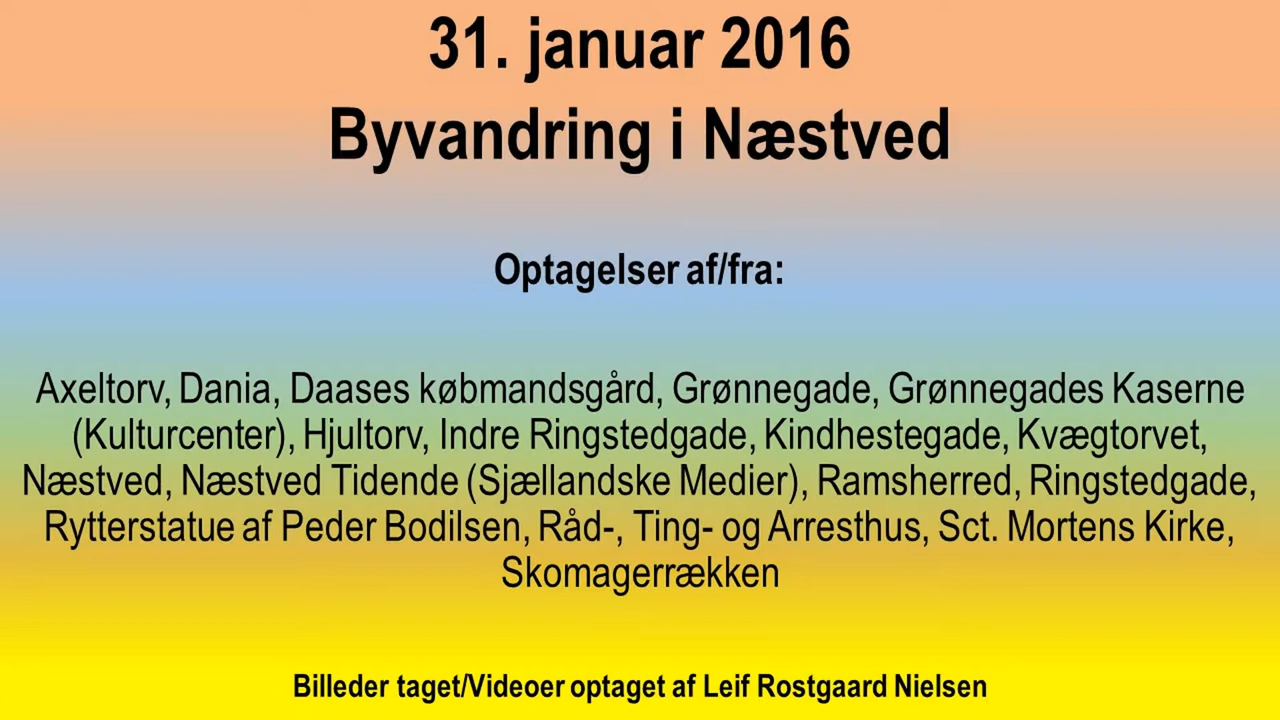 31. januar 2016
Byvandring i Næstved
Optagelser af/fra:
Axeltorv, Dania, Daases købmandsgård, Grønnegade, Grønnegades Kaserne
(Kulturcenter), Hjultorv, Indre Ringstedgade, Kindhestegade, Kvægtorvet,
Næstved, Næstved Tidende (Sjællandske Medier), Ramsherred, Ringstedgade,
Rytterstatue af Peder Bodilsen, Råd-, Ting- og Arresthus, Sct. Mortens Kirke,
Skomagerrækken
Billeder taget/Videoer optaget af Leif Rostgaard Nielsen